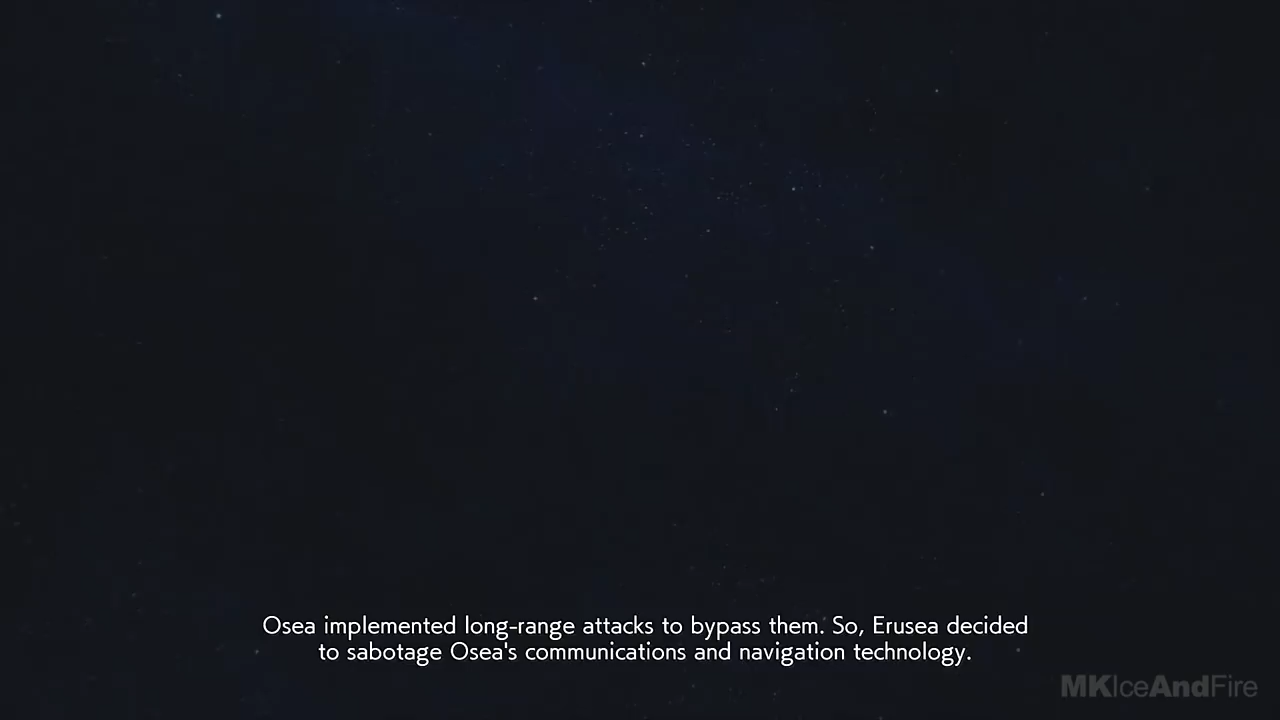 Osea implemented long-range attacks to bypass them. So, Erusea decided
to sabotage Osea's communications and navigation technology.
MKIceAndFire